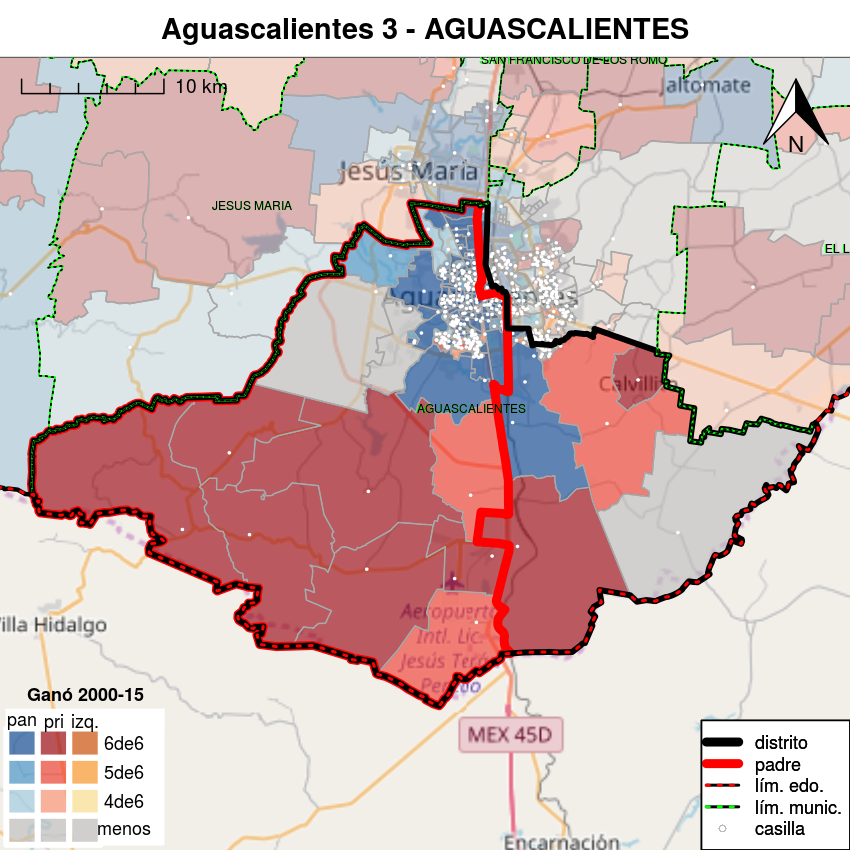 Aguascalientes 3 - AGUASCALIENTES
SAN FRANCISCO DE LOS ROMO
10 km
Jaltomate
N
Jesús María
JESUS MARIA
EL L
Calvillito
AGUASCALIENTES
Aeropuerto
Intl. Lic.
Jesús Terá
Peredo
Villa Hidalgo
Ganó 2000-15
pan pri izq.
6de6
5de6
4de6
menos
MEX 45D
distrito
padre
lím. edo.
lím. munic.
casilla
Encarnación